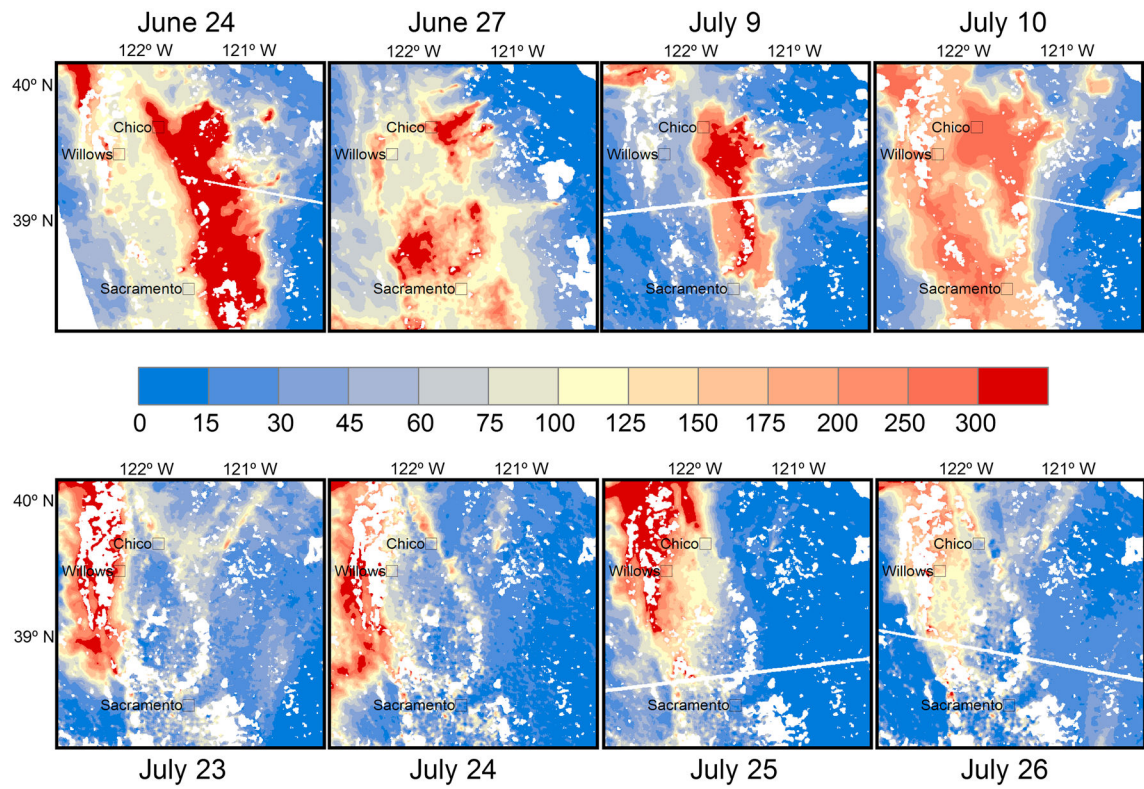 June 24 June 27 July 9 July 10
122º W 121º W 122º W 121º W 122º W 121º W 122º W 121º W
40º N
Chico Chico Chico Chico
Willows Willows Willows Willows
39º N
Sacramento Sacramento Sacramento Sacramento
0 15 30 45 60 75 100 125 150 175 200 250 300
122º W 121º W 122º W 121º W 122º W 121º W 122º W 121º W
40º N
Chico Chico Chico Chico
Willows Willows Willows Willows
39º N
Sacramento Sacramento Sacramento Sacramento
July 23 July 24 July 25 July 26